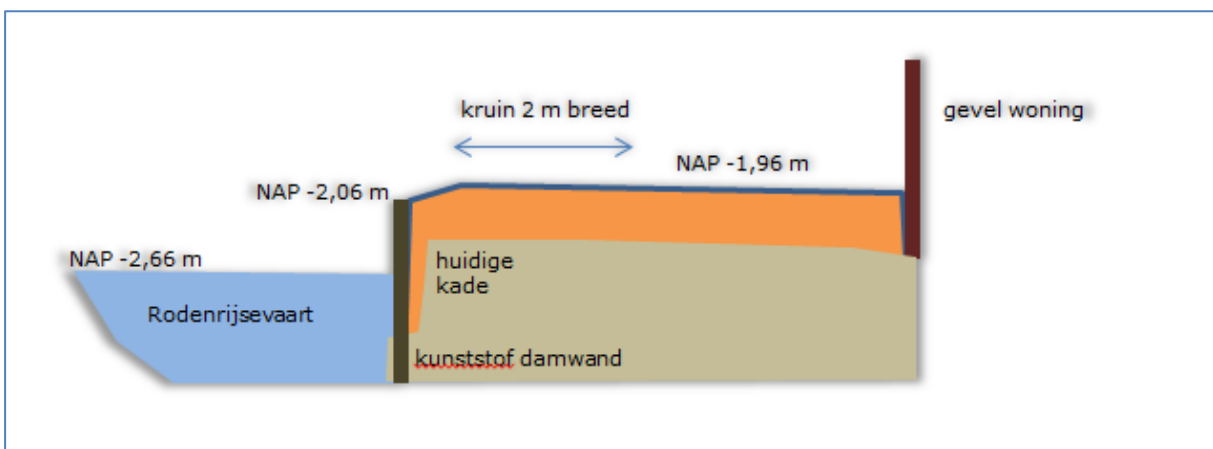 kruin 2 m breed
gevel woning
NAP -1,96 m
NAP -2,06 m
NAP -2,66 m
huidige
kade
Rodenrijsevaart
kunststof damwand